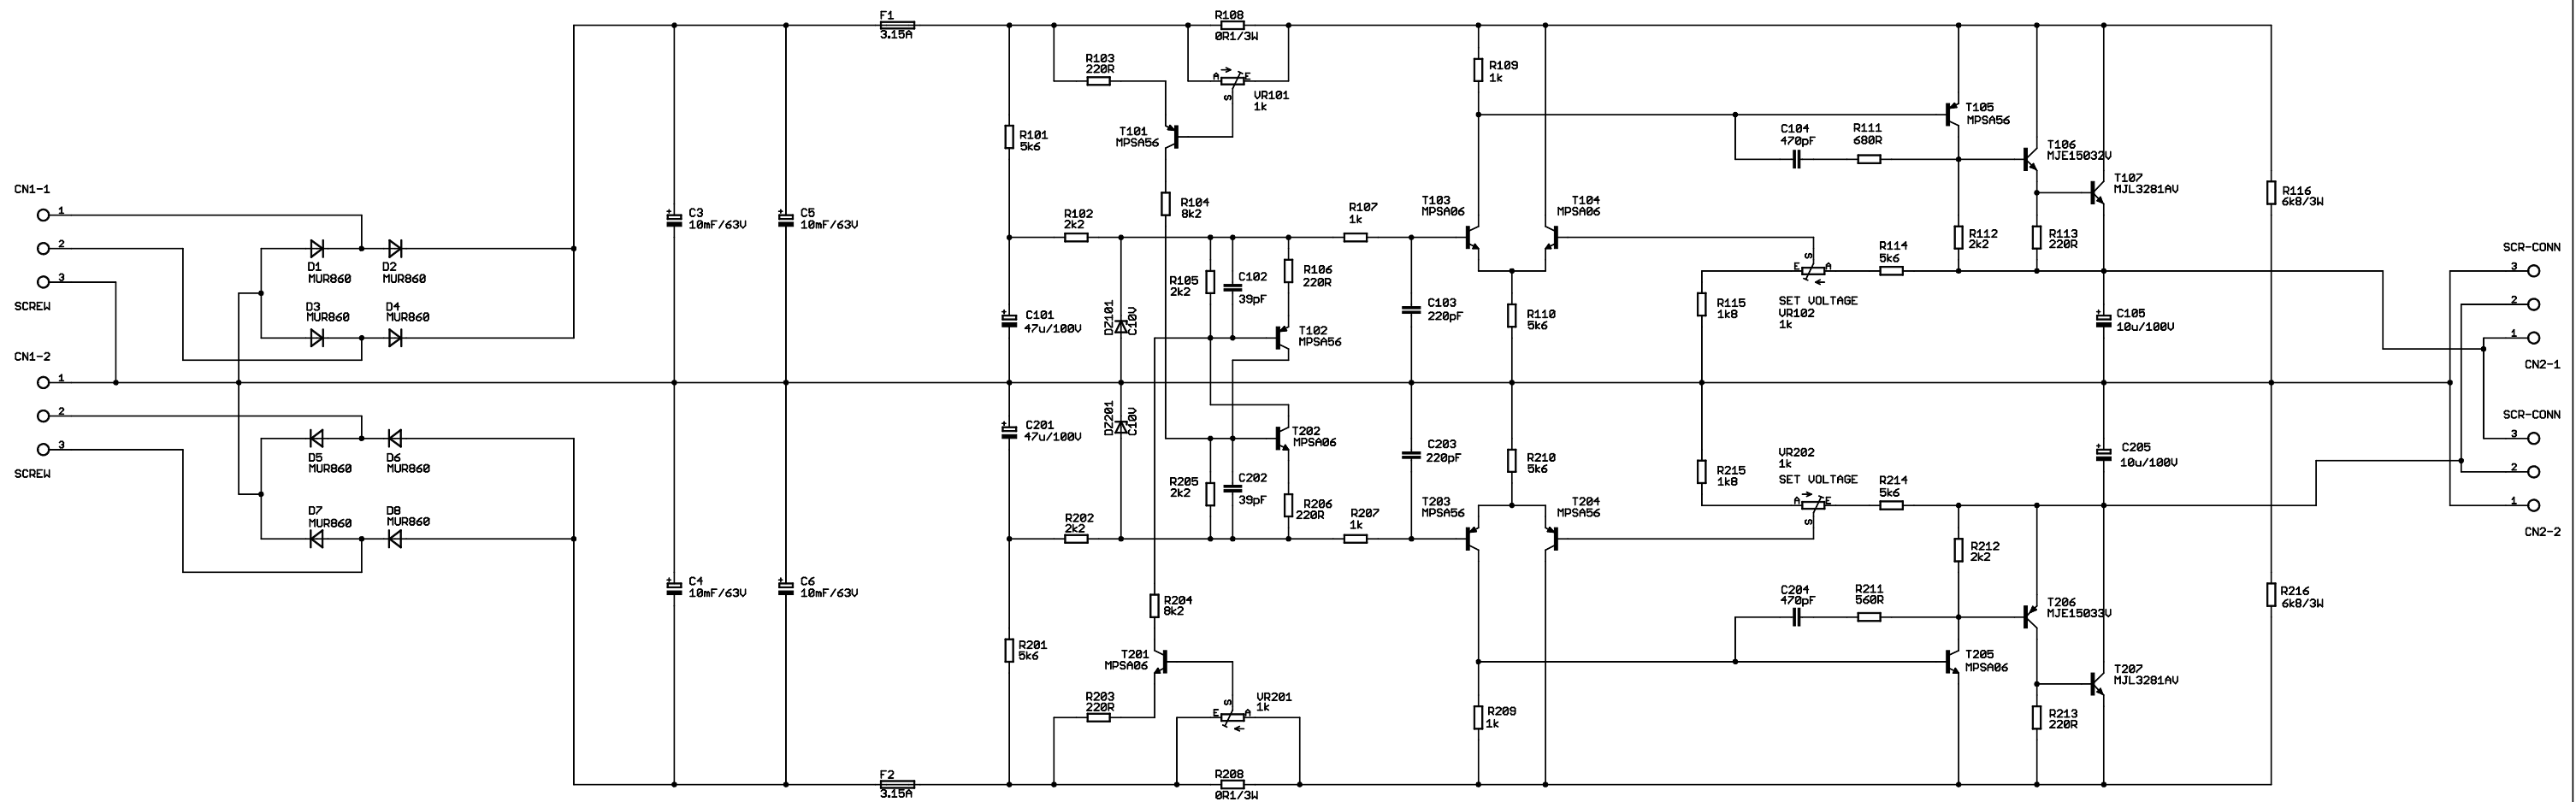 F1
3.15A
R108
0R1/3W
R103
220R
A
E
S
VR101
1k
R109
1k
T101
MPSA56
R101
5k6
T105
MPSA56
C104
470pF
R111
680R
T106
MJE15032V
T107
MJL3281AV
CN1-1
1
2
3
SCREW
D1
MUR860
D2
MUR860
D3
MUR860
D4
MUR860
C3
10mF/63V
C5
10mF/63V
R104
8k2
R102
2k2
R107
1k
T103
MPSA06
T104
MPSA06
R112
2k2
R113
220R
R116
6k8/3W
R105
2k2
C102
39pF
R106
220R
S
E
A
R114
5k6
SCR-CONN
3
2
1
CN2-1
C101
47u/100V
DZ101
C10V
T102
MPSA56
C103
220pF
R110
5k6
R115
1k8
SET VOLTAGE
VR102
1k
C105
10u/100V
CN1-2
1
2
3
SCREW
D5
MUR860
D6
MUR860
D7
MUR860
D8
MUR860
C201
47u/100V
DZ201
C10V
T202
MPSA06
C203
220pF
R210
5k6
R215
1k8
VR202
1k
SET VOLTAGE
C205
10u/100V
SCR-CONN
3
2
1
CN2-2
R205
2k2
C202
39pF
R206
220R
R202
2k2
R207
1k
T203
MPSA56
T204
MPSA56
A
E
S
R214
5k6
R212
2k2
C4
10mF/63V
C6
10mF/63V
R204
8k2
C204
470pF
R211
560R
T206
MJE15033V
R216
6k8/3W
R201
5k6
T201
MPSA06
T205
MPSA06
T207
MJL3281AV
R203
220R
S
E
A
VR201
1k
R209
1k
R213
220R
F2
3.15A
R208
0R1/3W